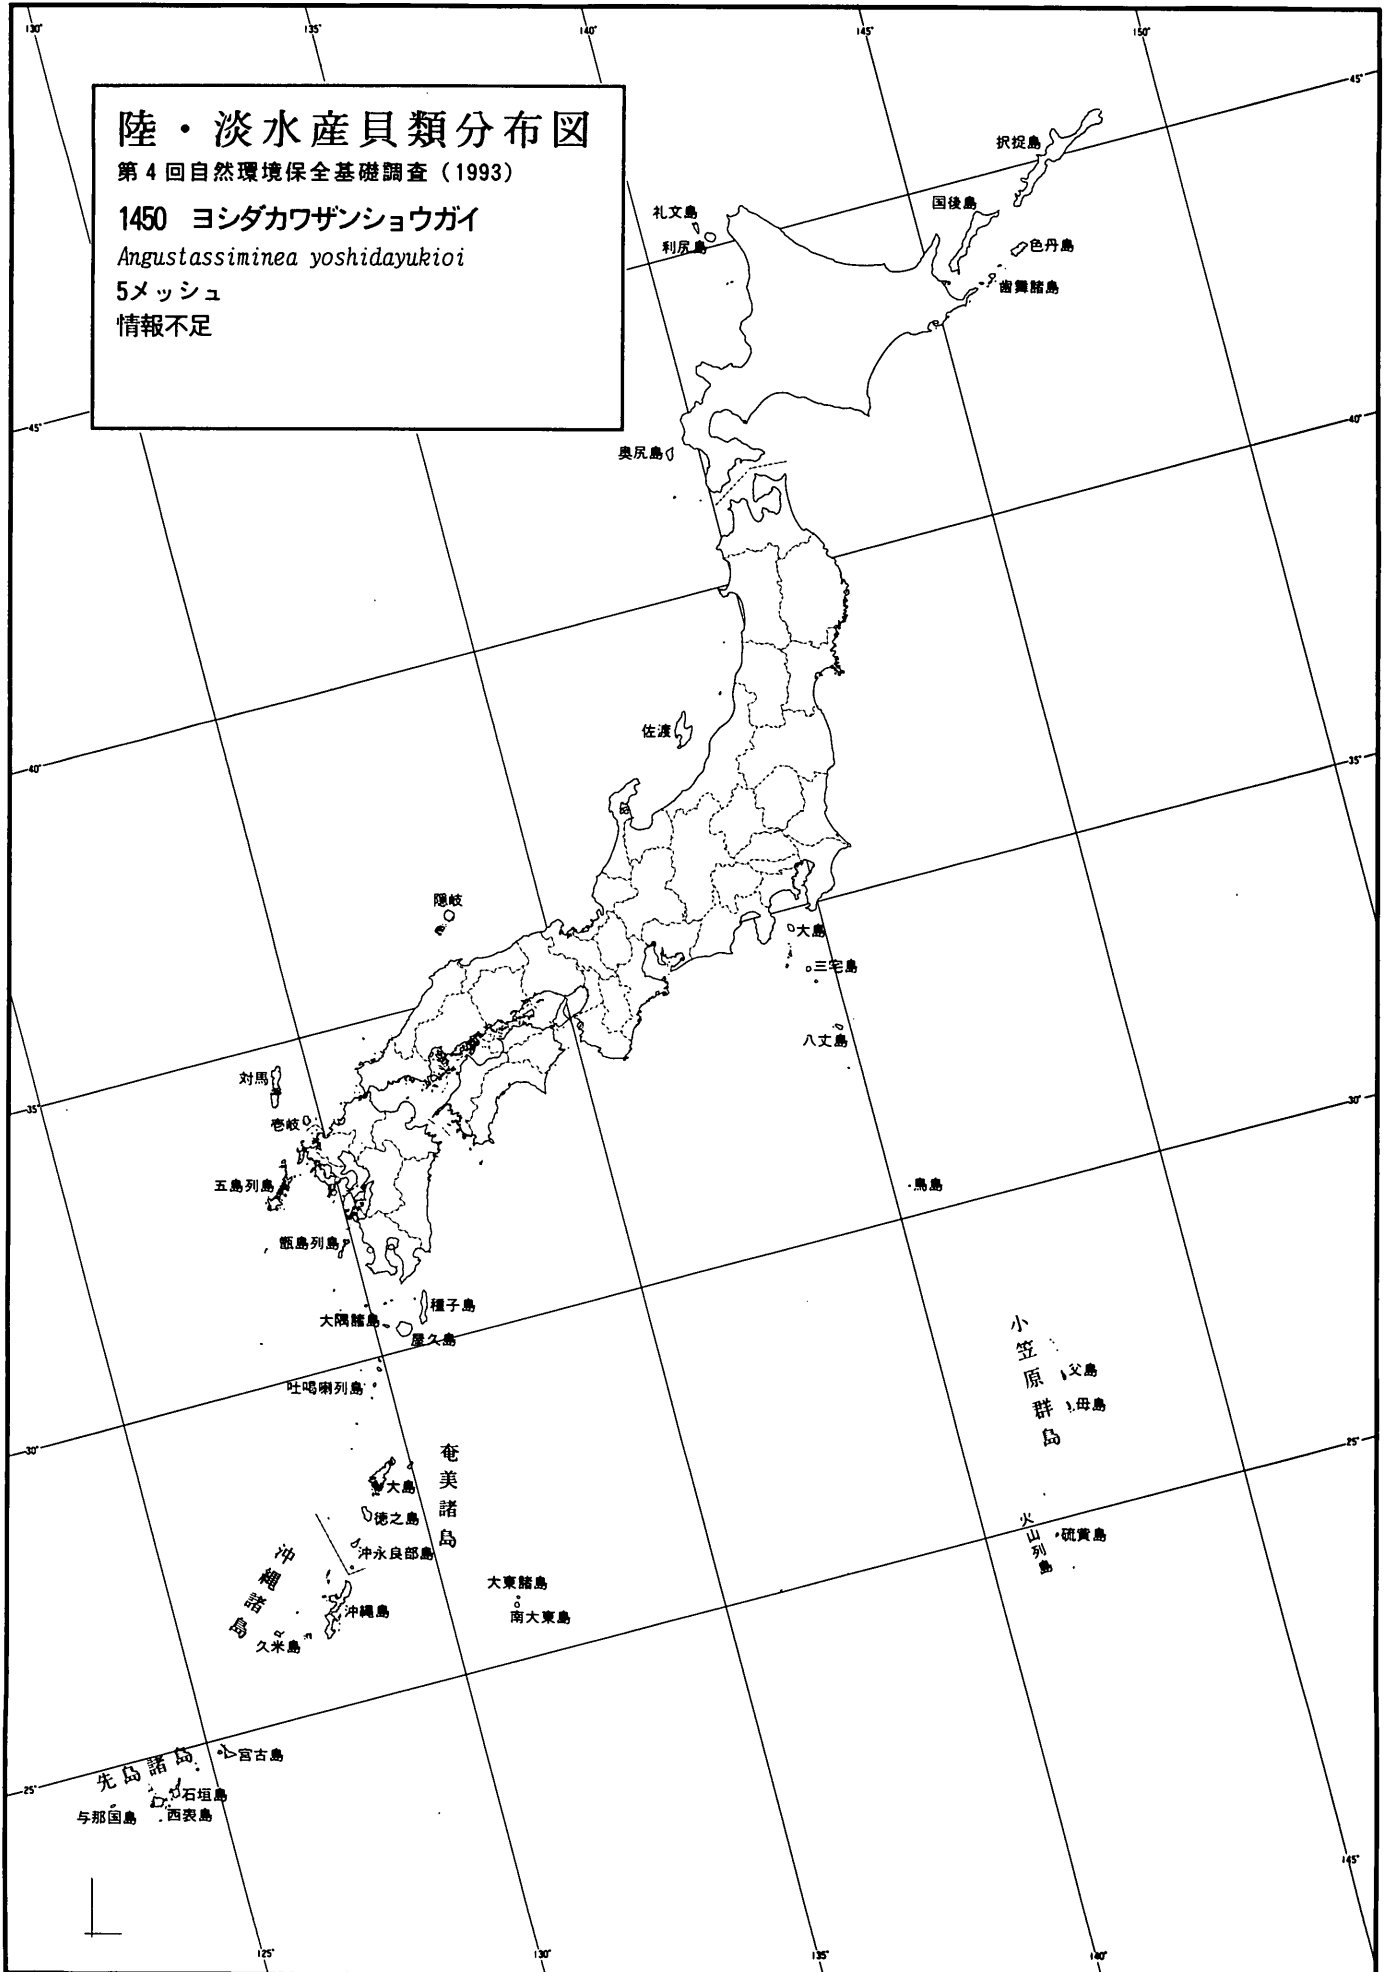 130°
135°
140°
145°
150°
45°
陸・淡水産貝類分布図
第4回自然環境保全基礎調査（1993）
1450 ヨシダカワザンショウガイ
Angustassiminea yoshidayukioi
5メッシュ
情報不足
択捉島
国後島
色丹島
歯舞諸島
礼文島
利尻島
45°
40°
奥尻島
佐渡
40°
35°
隠岐
大島
三宅島
八丈島
対馬
壱岐
35°
30°
五島列島
鳥島
甑島列島
種子島
大隅諸島
屋久島
吐噶喇列島
小笠原群島
父島
母島
30°
25°
奄美諸島
大島
徳之島
沖永良部島
火山列島
硫黄島
沖縄諸島
沖縄島
久米島
大東諸島
南大東島
先島諸島
宮古島
石垣島
西表島
与那国島
25°
145°
125°
130°
135°
140°